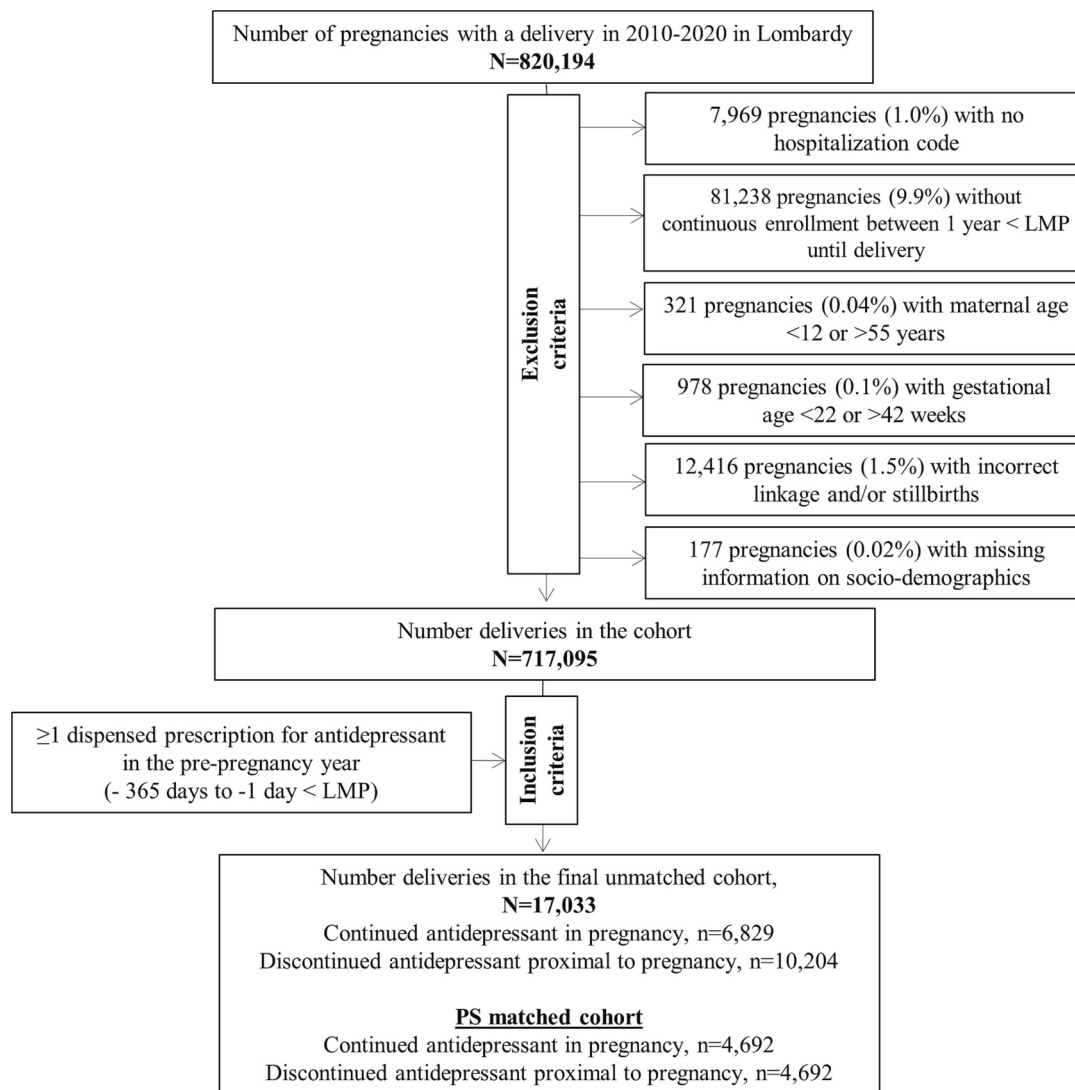 Number of pregnancies with a delivery in 2010-2020 in Lombardy
N=820,194
Exclusion
criteria
7,969 pregnancies (1.0%) with no
hospitalization code
81,238 pregnancies (9.9%) without
continuous enrollment between 1 year < LMP
until delivery
321 pregnancies (0.04%) with maternal age
<12 or >55 years
978 pregnancies (0.1%) with gestational
age <22 or >42 weeks
12,416 pregnancies (1.5%) with incorrect
linkage and/or stillbirths
177 pregnancies (0.02%) with missing
information on socio-demographics
Number deliveries in the cohort
N=717,095
≥1 dispensed prescription for antidepressant
in the pre-pregnancy year
(- 365 days to -1 day < LMP)
Inclusion
criteria
Number deliveries in the final unmatched cohort,
N=17,033
Continued antidepressant in pregnancy, n=6,829
Discontinued antidepressant proximal to pregnancy, n=10,204
PS matched cohort
Continued antidepressant in pregnancy, n=4,692
Discontinued antidepressant proximal to pregnancy, n=4,692